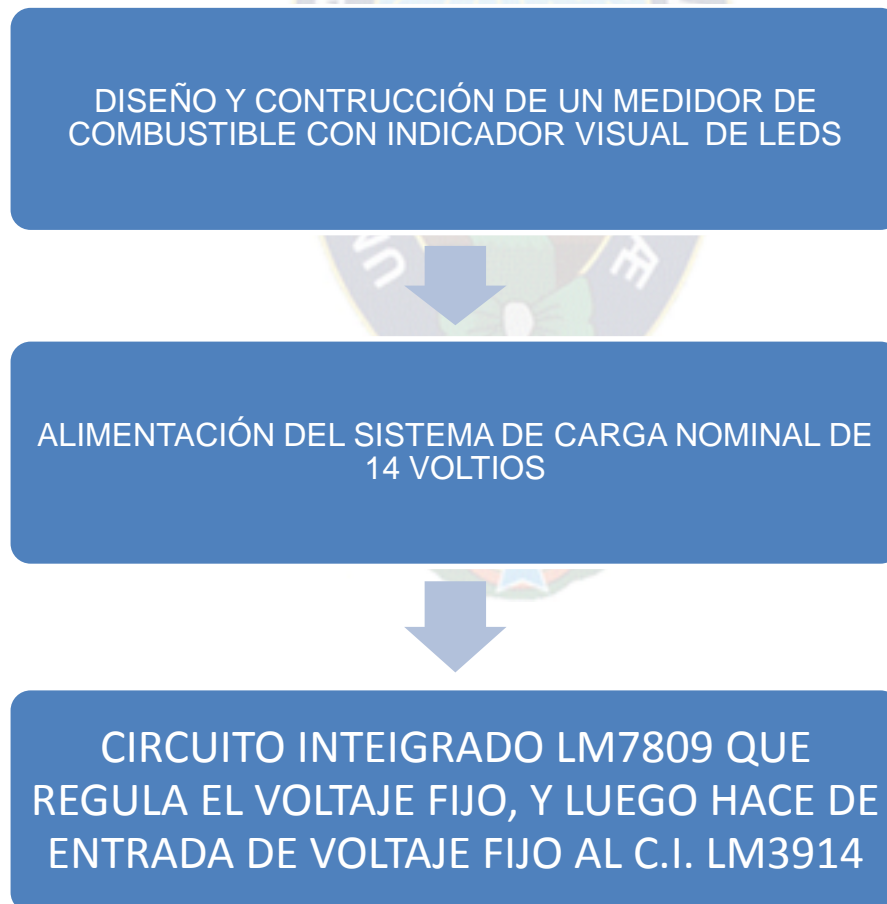 DISEÑO Y CONTRUCCIÓN DE UN MEDIDOR DE
COMBUSTIBLE CON INDICADOR VISUAL DE LEDS
ALIMENTACIÓN DEL SISTEMA DE CARGA NOMINAL DE
14 VOLTIOS
CIRCUITO INTEIGRADO LM7809 QUE
REGULA EL VOLTAJE FIJO, Y LUEGO HACE DE
ENTRADA DE VOLTAJE FIJO AL C.I. LM3914